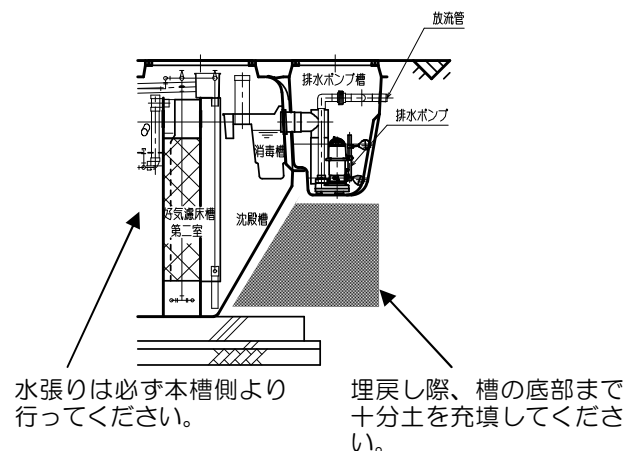 放流管
排水ポンプ槽
排水ポンプ
消毒槽
好気濾床槽
第二室
沈殿槽
水張りは必ず本槽側より
行ってください。
埋戻し際、槽の底部まで
十分土を充填してくださ
い。